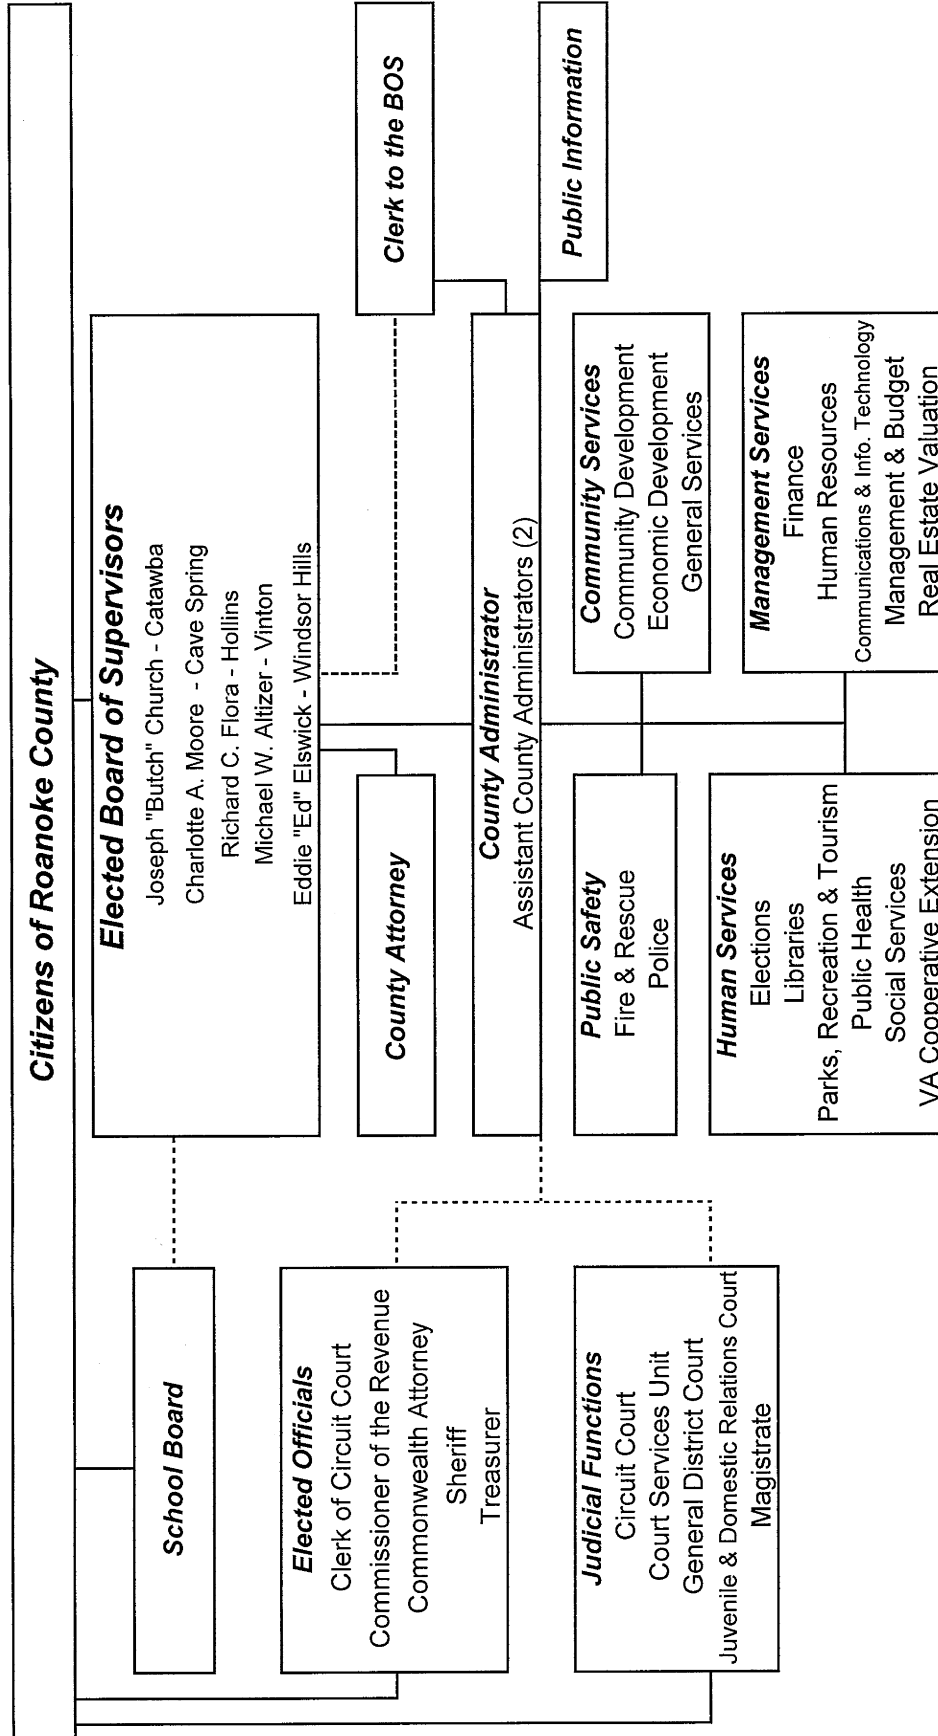 Citizens of Roanoke County
School Board
Elected Board of Supervisors
Joseph "Butch" Church - Catawba
Charlotte A. Moore - Cave Spring
Richard C. Flora - Hollins
Michael W. Altizer - Vinton
Eddie "Ed" Elswick - Windsor Hills
Elected Officials
Clerk of Circuit Court
Commissioner of the Revenue
Commonwealth Attorney
Sheriff
Treasurer
County Attorney
Clerk to the BOS
County Administrator
Assistant County Administrators (2)
Public Information
Judicial Functions
Circuit Court
Court Services Unit
General District Court
Juvenile & Domestic Relations Court
Magistrate
Public Safety
Fire & Rescue
Police
Community Services
Community Development
Economic Development
General Services
Human Services
Elections
Libraries
Parks, Recreation & Tourism
Public Health
Social Services
VA Cooperative Extension
Management Services
Finance
Human Resources
Communications & Info. Technology
Management & Budget
Real Estate Valuation